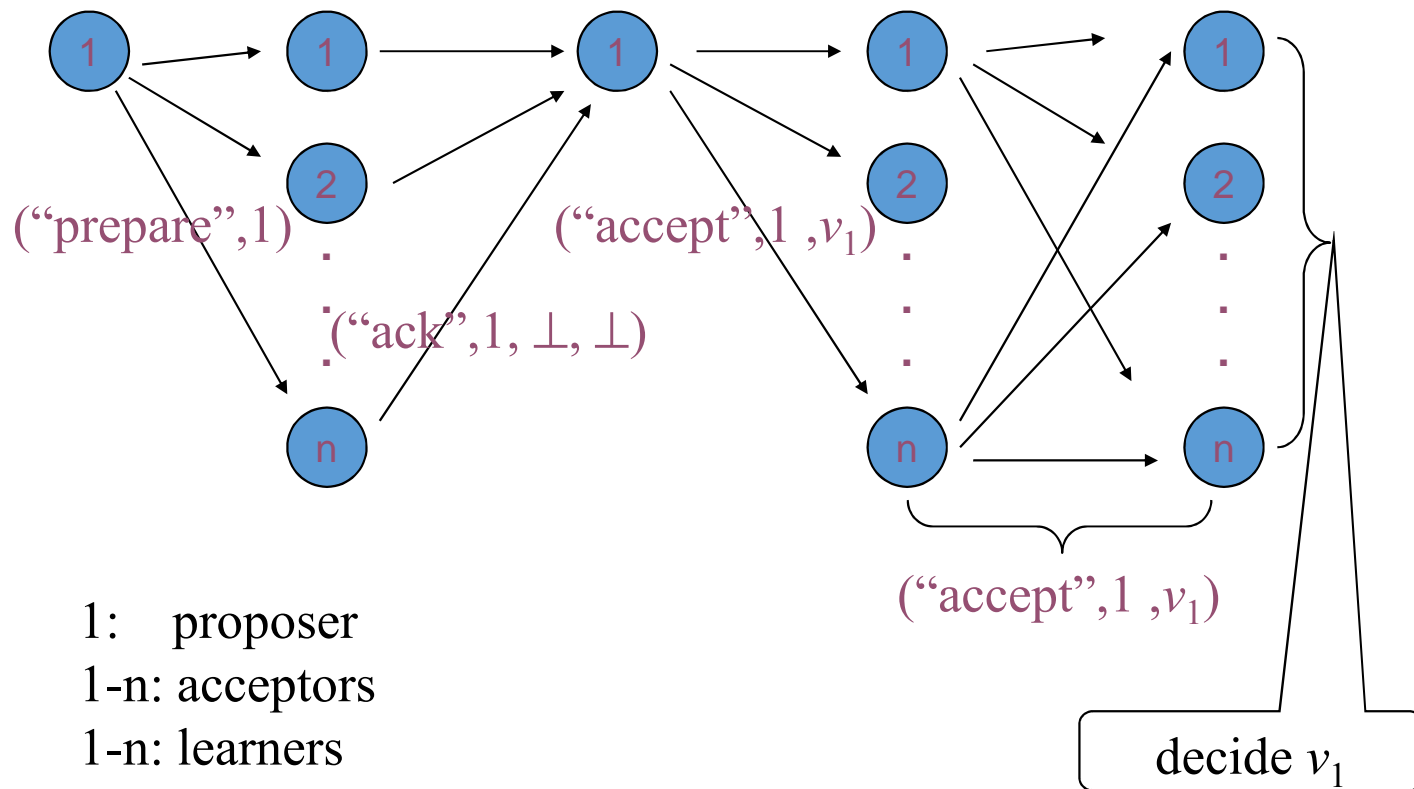 1 1 1 1 1
2 2 2
(“prepare”,1) (“accept”,1 ,v₁)
. . .
. . .
(“ack”,1, ⊥, ⊥)
. . .
n n n
(“accept”,1 ,v₁)
1: proposer
1-n: acceptors
1-n: learners
decide v₁